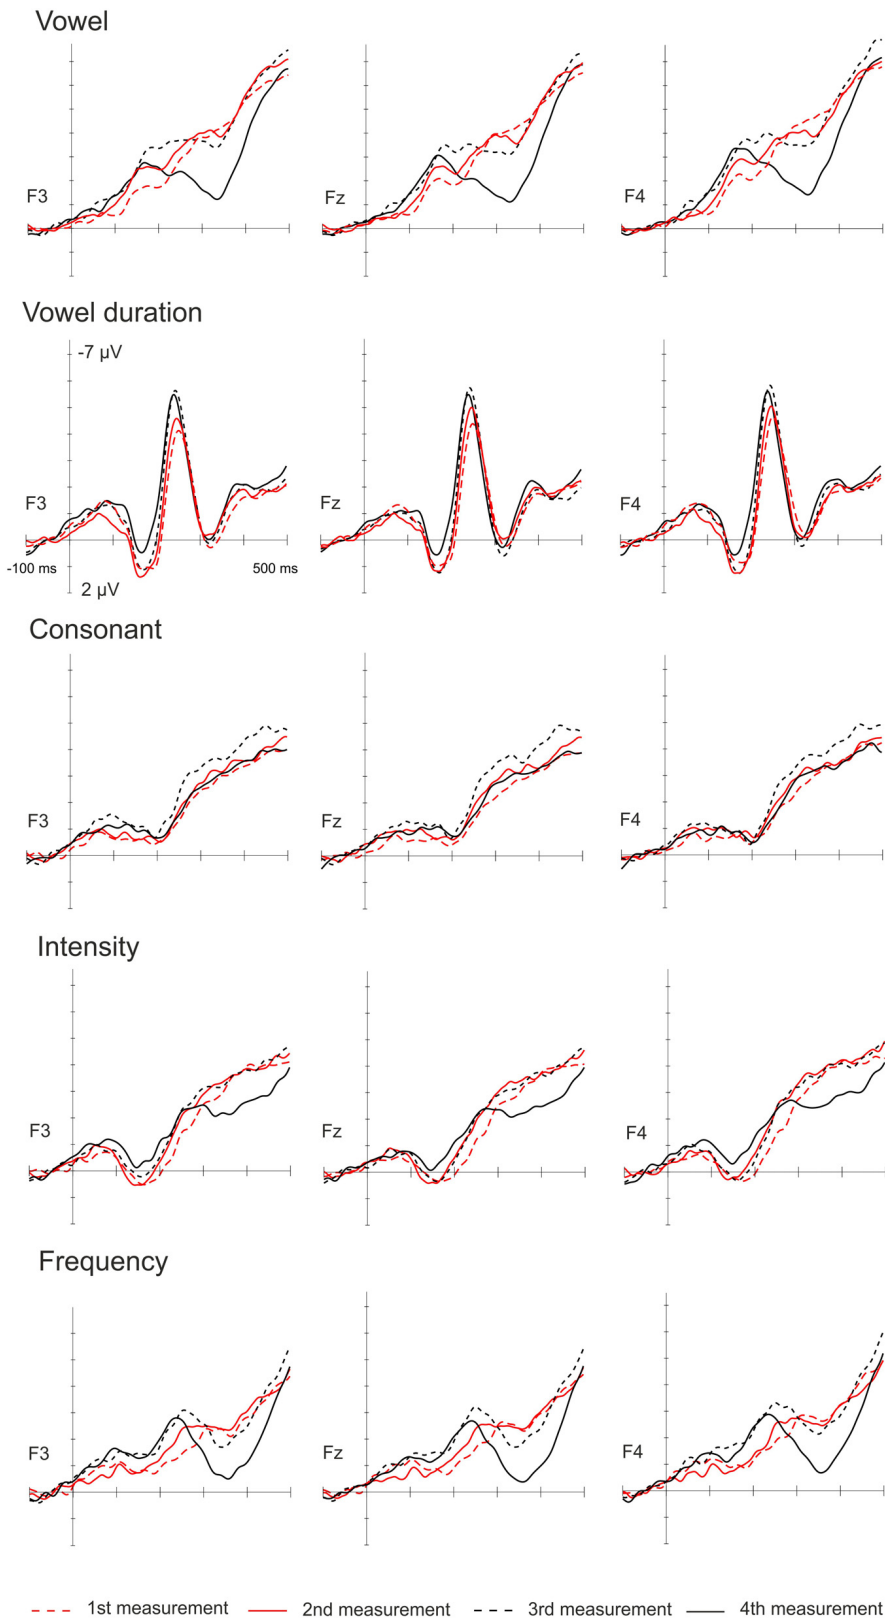 Vowel
F3 Fz F4
Vowel duration
-7 µV
F3 Fz F4
-100 ms 500 ms
2 µV
Consonant
F3 Fz F4
Intensity
F3 Fz F4
Frequency
F3 Fz F4
1st measurement 2nd measurement 3rd measurement 4th measurement